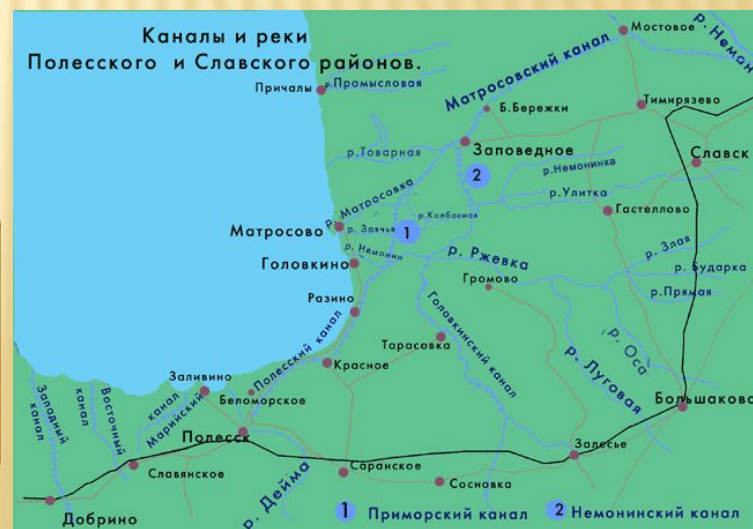 Каналы и реки
Полесского и Славского районов.
Мостовое
р. Немон
Матросовский канал
Причалы
р. Промысловая
Б.Бережки
Тимирязево
Заповедное
р.Товарная
2
р.Немонинка
Славск
р.Улитка
р. Матросовка
р.Колбасная
Гастеллово
Матросово
р. Заячья
1
р. Немонин
Головкино
р. Ржевка
р. Злая
р. Бударка
р.Прямая
Громово
Разино
Полесский канал
Головкинский канал
Тарасовка
р. Оса
р. Луговая
Красное
Заливино
Беломорское
Западный
канал
Восточный
канал
канал
Марийский
Большаково
Полесск
Залесье
Славянское
Саранское
Сосновка
р. Дейма
Добрино
1 Приморский канал
2 Немонинский канал